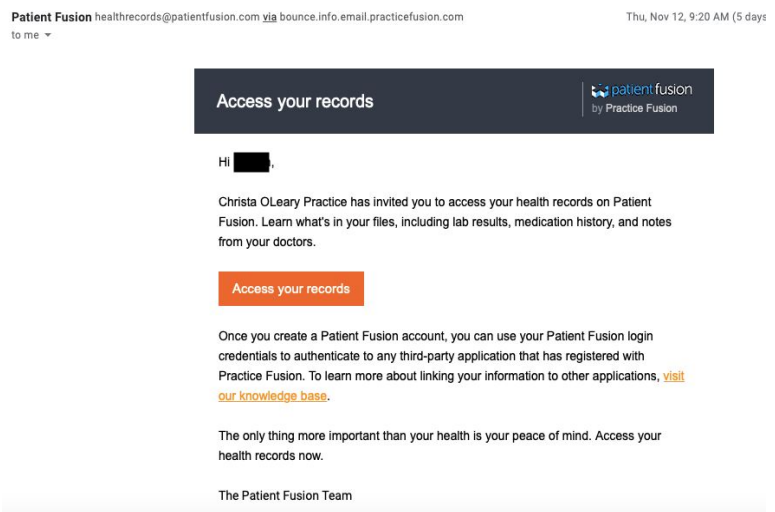 Patient Fusion healthrecords@patientfusion.com via bounce.info.email.practicefusion.com
Thu, Nov 12, 9:20 AM (5 days
to me
Access your records
patientfusion
by Practice Fusion
Hi ,
Christa OLeary Practice has invited you to access your health records on Patient
Fusion. Learn what's in your files, including lab results, medication history, and notes
from your doctors.
Access your records
Once you create a Patient Fusion account, you can use your Patient Fusion login
credentials to authenticate to any third-party application that has registered with
Practice Fusion. To learn more about linking your information to other applications, visit
our knowledge base.
The only thing more important than your health is your peace of mind. Access your
health records now.
The Patient Fusion Team